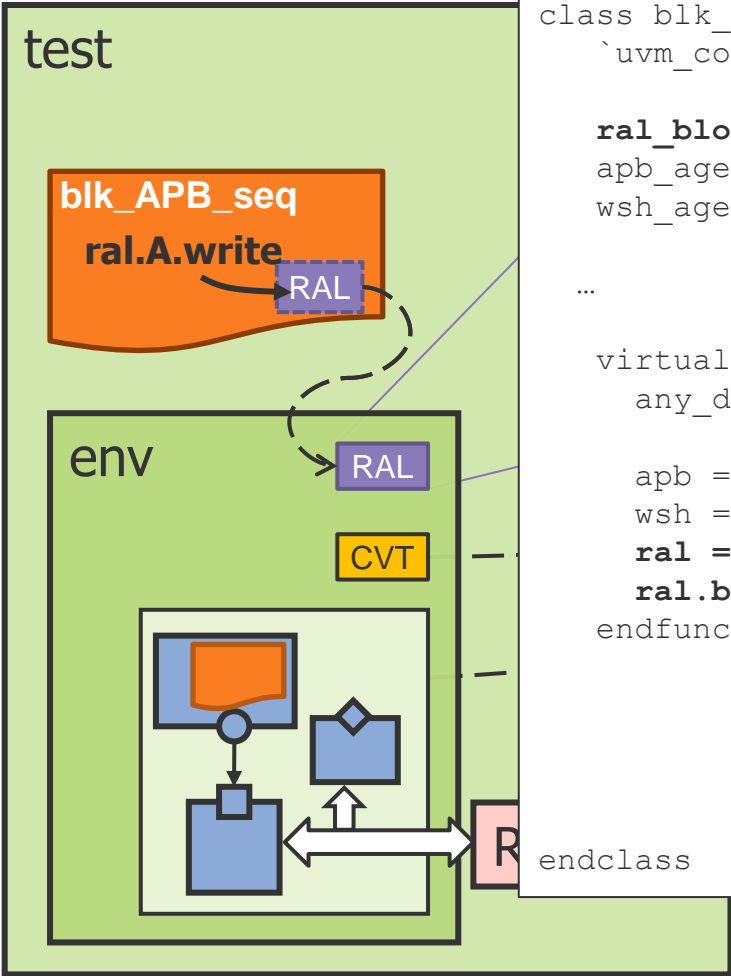 test
blk_APB_seq
ral.A.write
RAL
env
RAL
CVT
R
class blk_
`uvm_co
ral_blo
apb_age
wsh_age
…
virtual
any_d
apb =
wsh =
ral =
ral.b
endfunc
endclass